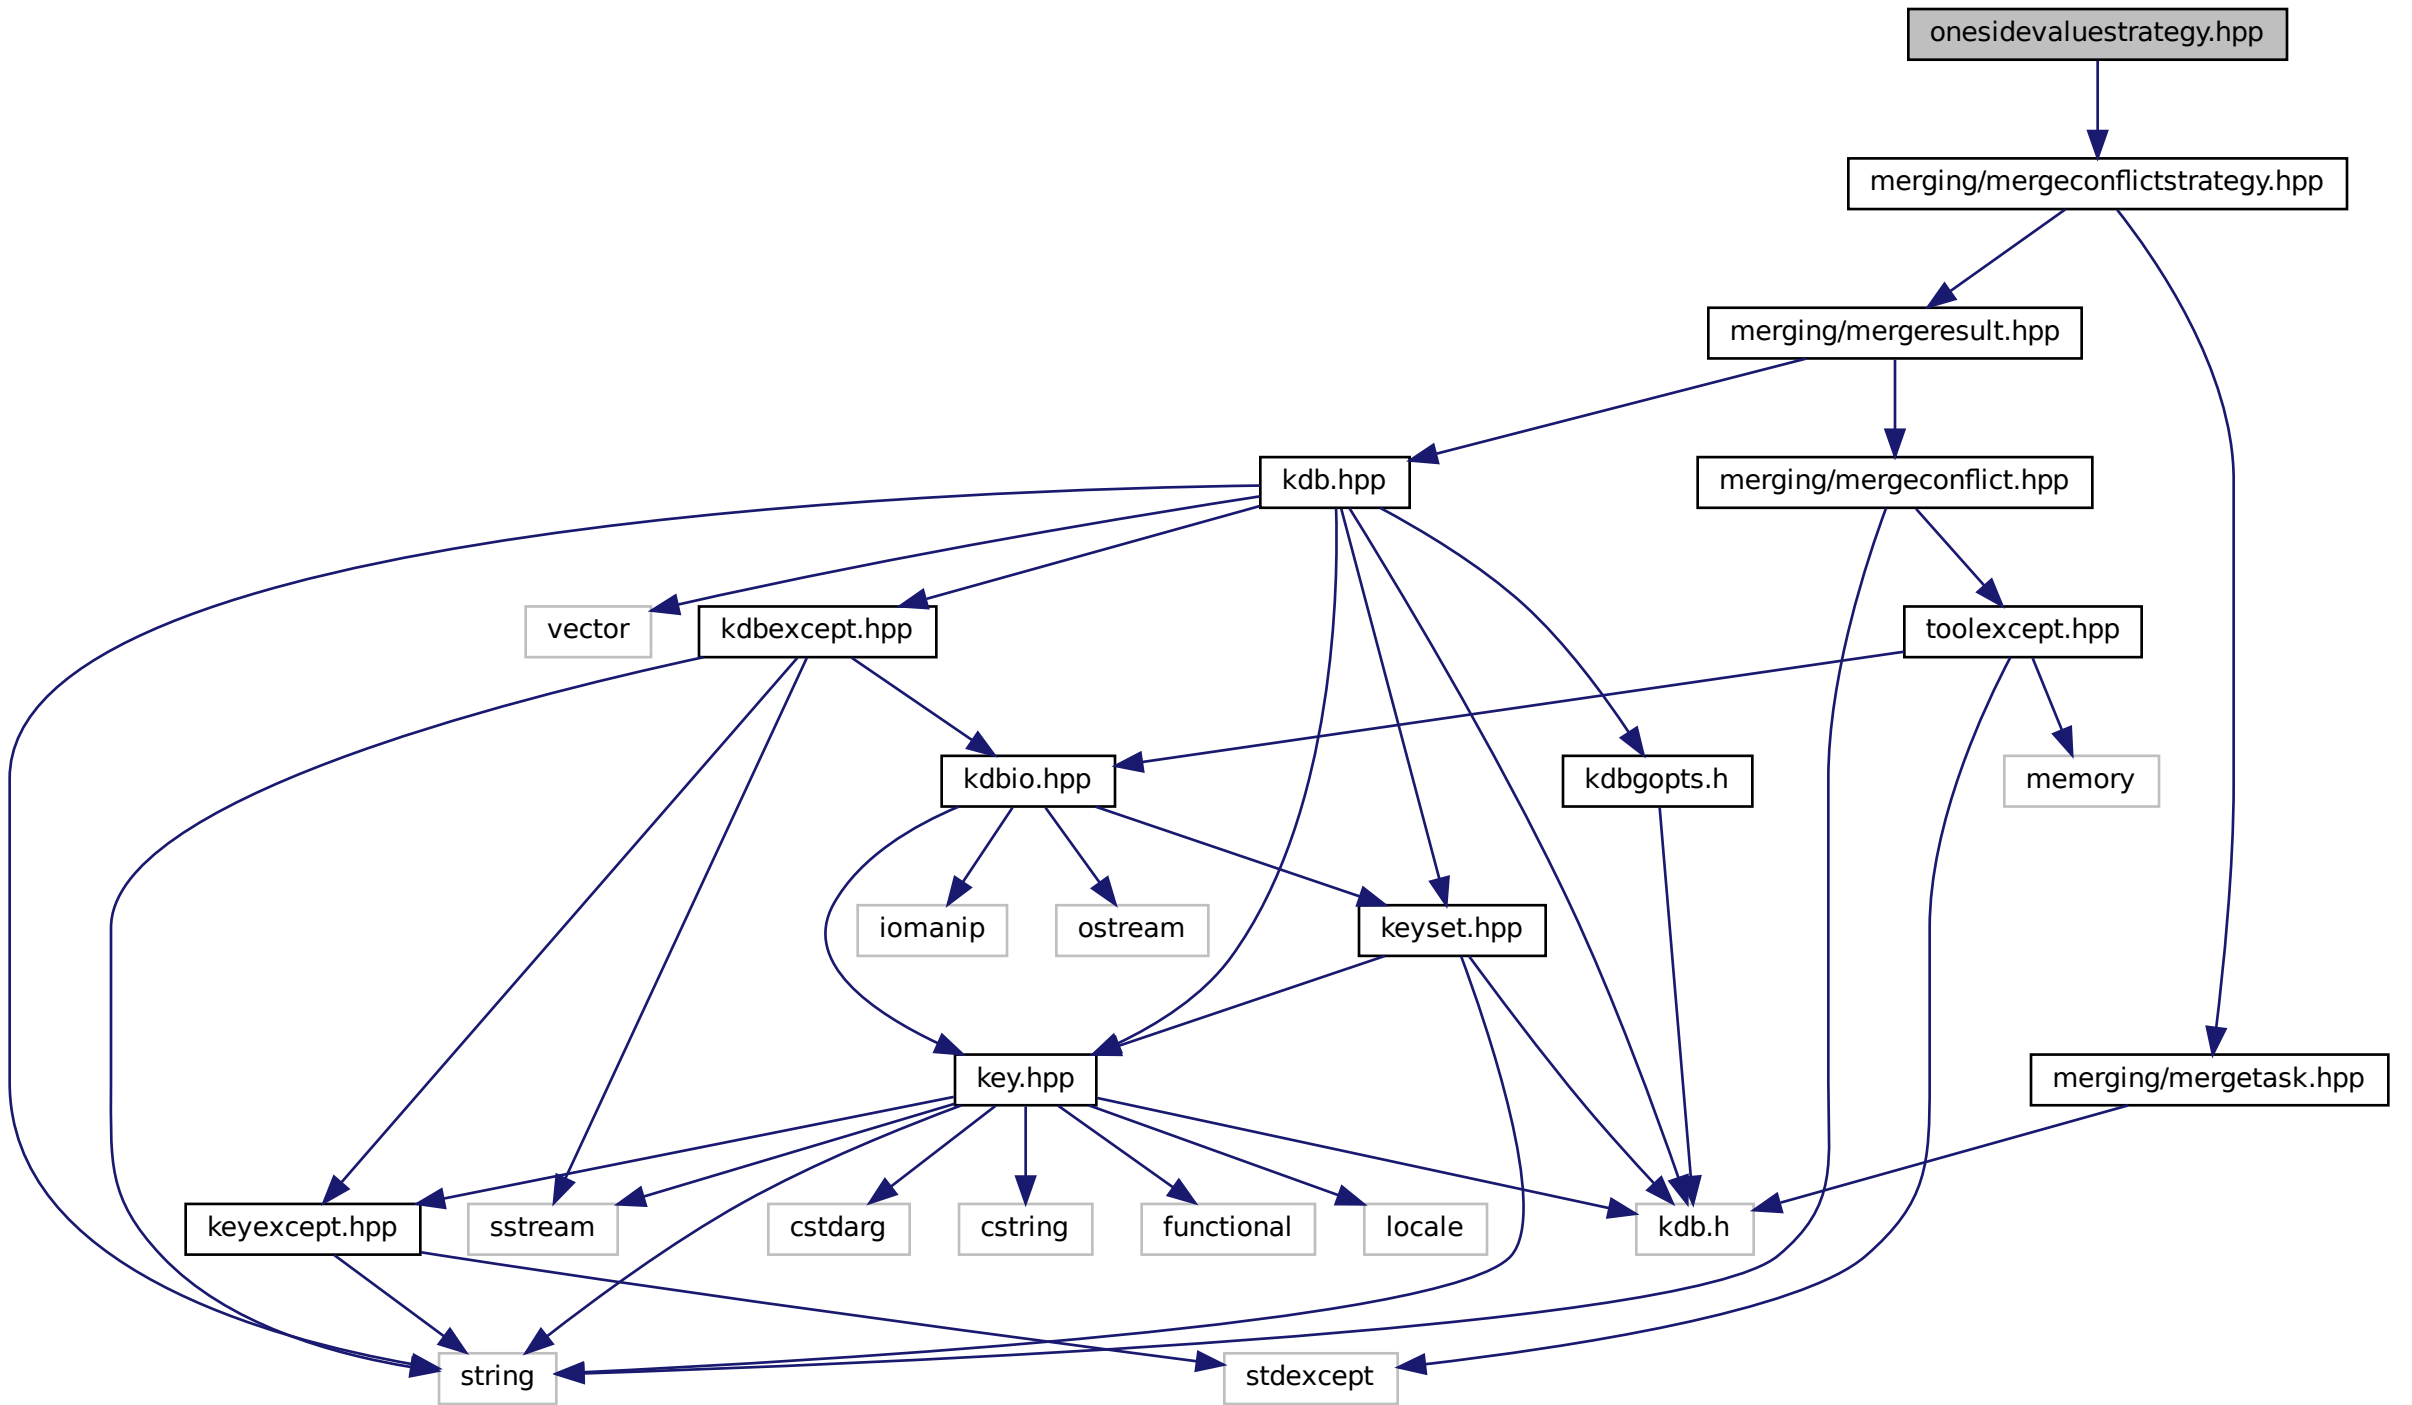 onesidevaluestrategy.hpp
merging/mergeconflictstrategy.hpp
merging/mergeresult.hpp
kdb.hpp
merging/mergeconflict.hpp
vector
kdbexcept.hpp
toolexcept.hpp
kdbio.hpp
kdbgopts.h
memory
iomanip
ostream
keyset.hpp
key.hpp
merging/mergetask.hpp
keyexcept.hpp
sstream
cstdarg
cstring
functional
locale
kdb.h
string
stdexcept